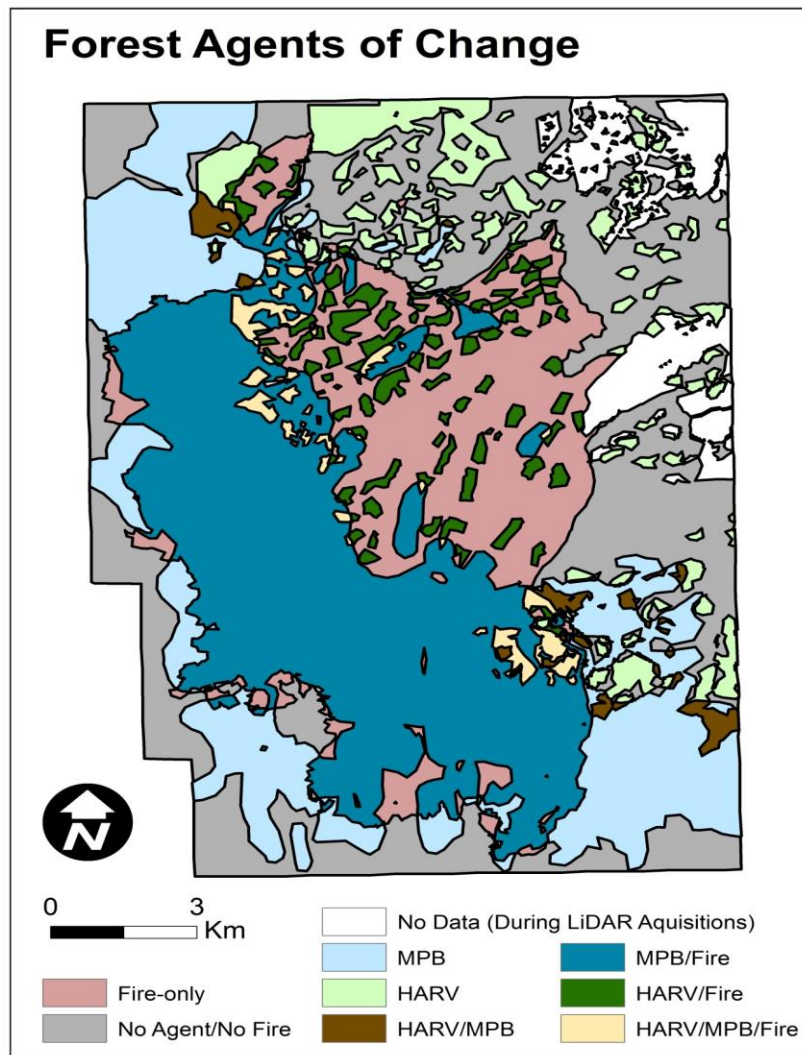 Forest Agents of Change
N
0 3
Km
No Data (During LiDAR Aquisitions)
MPB MPB/Fire
Fire-only HARV HARV/Fire
No Agent/No Fire HARV/MPB HARV/MPB/Fire